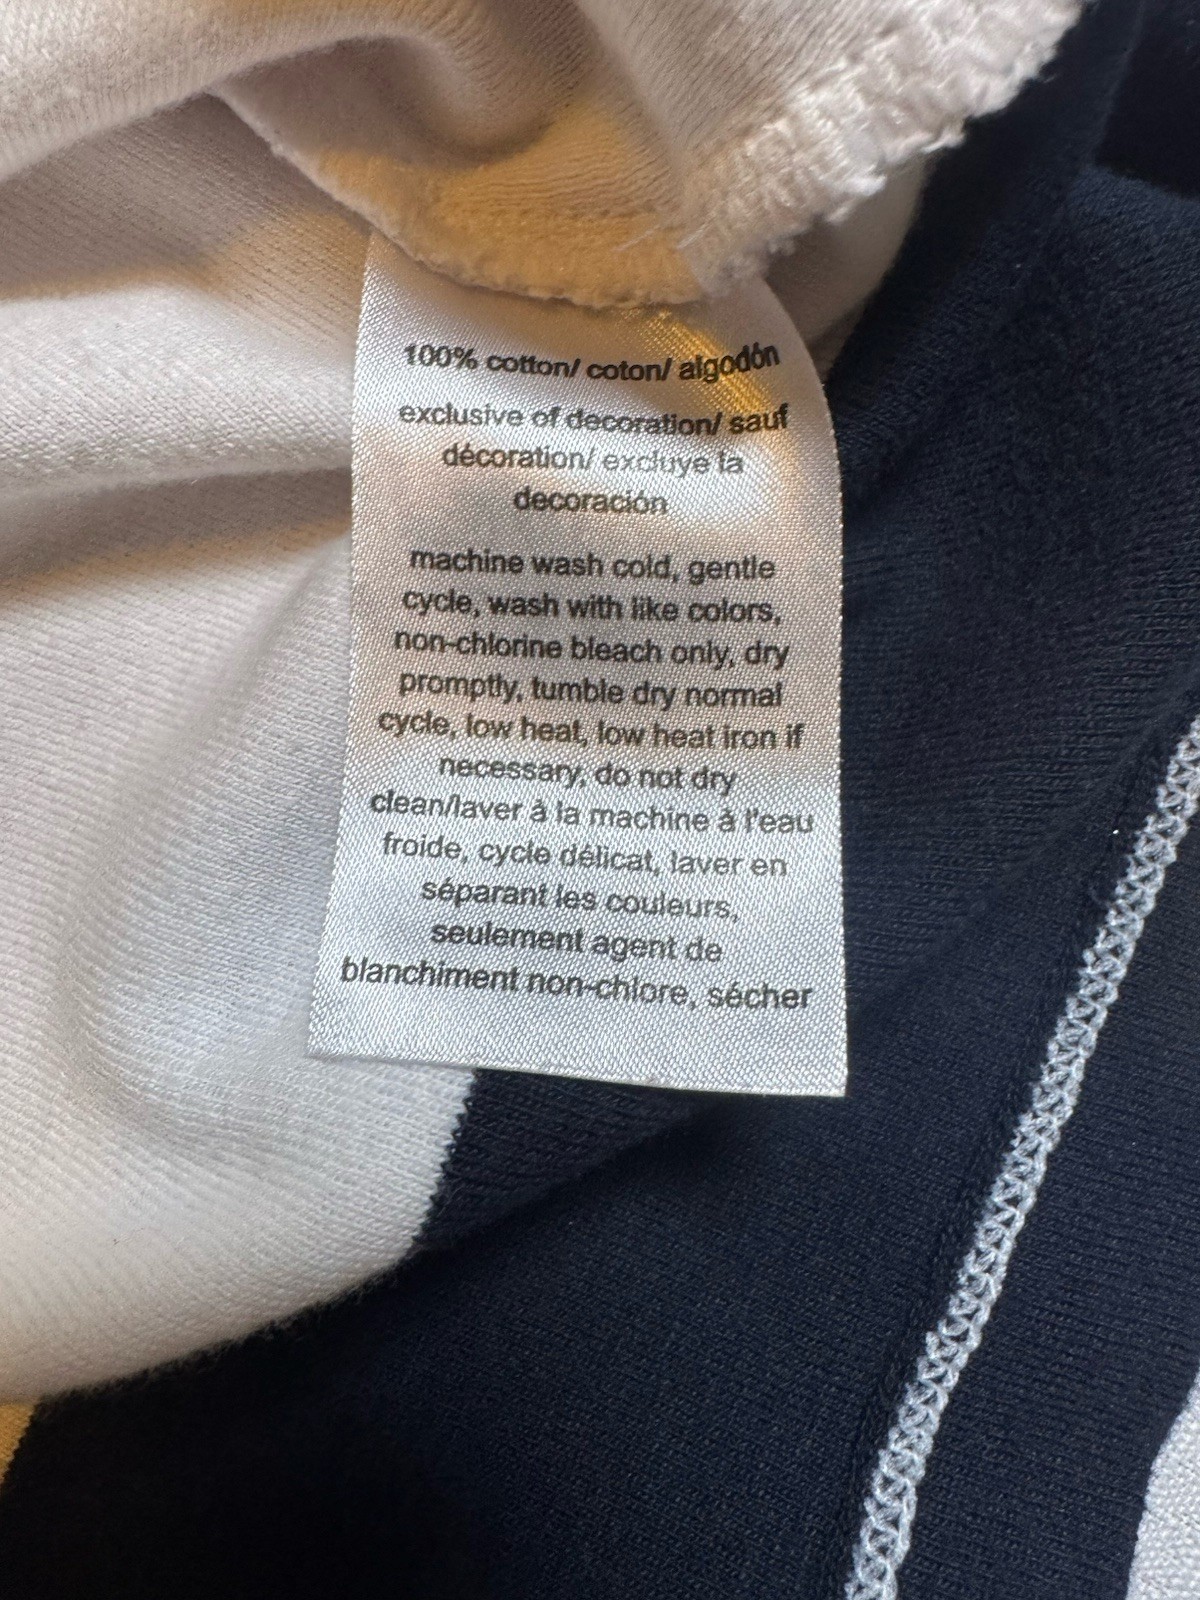 100% cotton/ coton/ algodón
exclusive of decoration/ sauf
décoration/ excluye la
decoración
machine wash cold, gentle
cycle, wash with like colors,
non-chlorine bleach only, dry
promptly, tumble dry normal
cycle, low heat, low heat iron if
necessary, do not dry
clean/laver à la machine à l'eau
froide, cycle délicat, laver en
séparant les couleurs,
seulement agent de
blanchiment non-chlore, sécher